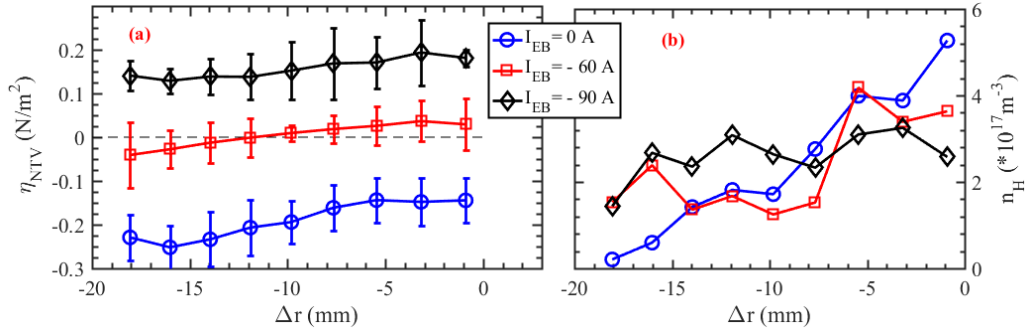 (a)
(b)
I_EB = 0 A
I_EB = - 60 A
I_EB = - 90 A
η_NTV (N/m²)
0.2
0.1
0
-0.1
-0.2
-0.3
-20
-15
-10
-5
0
Δr (mm)
-20
-15
-10
-5
0
Δr (mm)
6
4
2
0
n_H (*10¹⁷m⁻³)